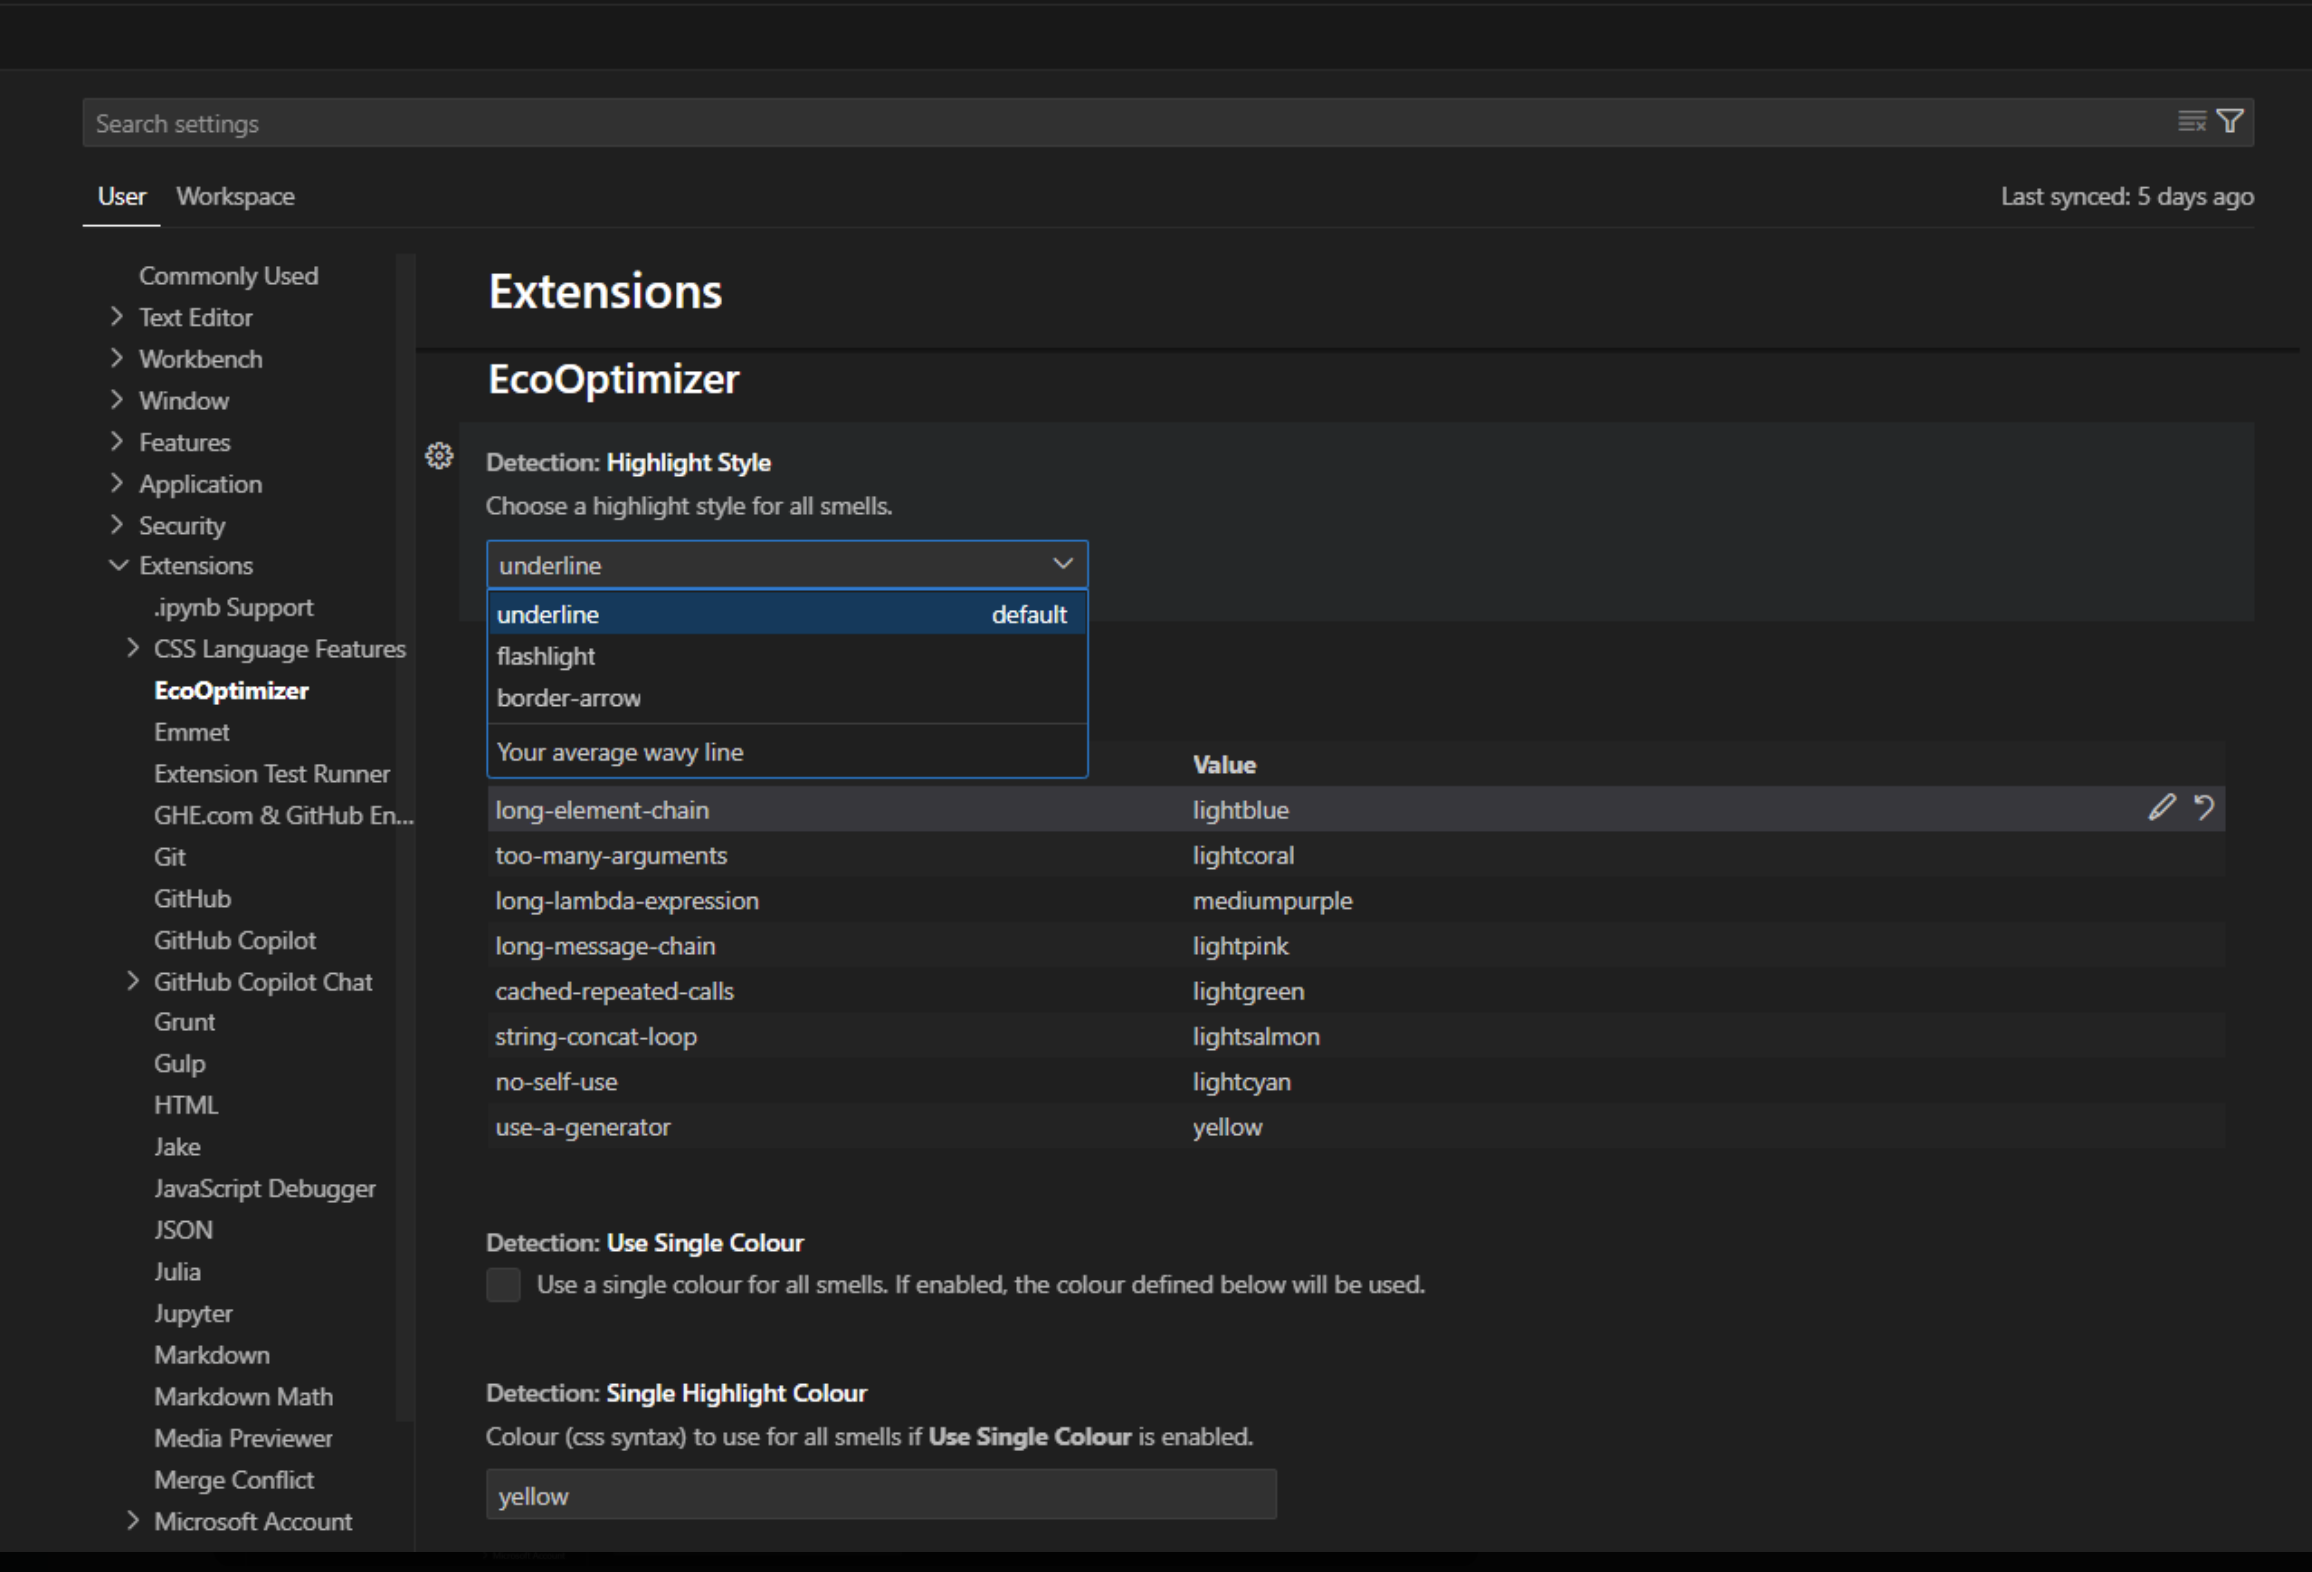 Search settings
User Workspace Last synced: 5 days ago
Commonly Used
Text Editor
Workbench
Window
Features
Application
Security
Extensions
.ipynb Support
CSS Language Features
EcoOptimizer
Emmet
Extension Test Runner
GHE.com & GitHub En...
Git
GitHub
GitHub Copilot
GitHub Copilot Chat
Grunt
Gulp
HTML
Jake
JavaScript Debugger
JSON
Julia
Jupyter
Markdown
Markdown Math
Media Previewer
Merge Conflict
Microsoft Account
Extensions
EcoOptimizer
Detection: Highlight Style
Choose a highlight style for all smells.
underline
underline default
flashlight
border-arrow
Your average wavy line
Value
long-element-chain lightblue
too-many-arguments lightcoral
long-lambda-expression mediumpurple
long-message-chain lightpink
cached-repeated-calls lightgreen
string-concat-loop lightsalmon
no-self-use lightcyan
use-a-generator yellow
Detection: Use Single Colour
Use a single colour for all smells. If enabled, the colour defined below will be used.
Detection: Single Highlight Colour
Colour (css syntax) to use for all smells if Use Single Colour is enabled.
yellow